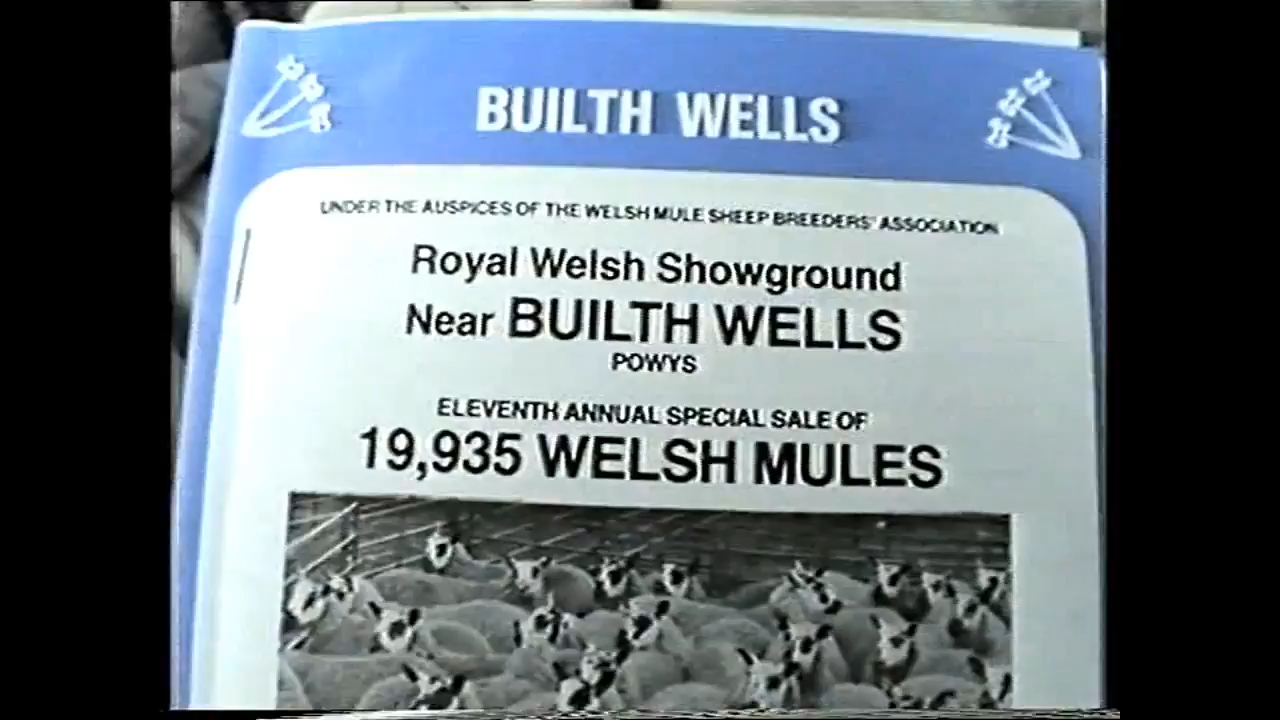 BUILTH WELLS
UNDER THE AUSPICES OF THE WELSH MULE SHEEP BREEDERS' ASSOCIATION
Royal Welsh Showground
Near BUILTH WELLS
POWYS
ELEVENTH ANNUAL SPECIAL SALE OF
19,935 WELSH MULES